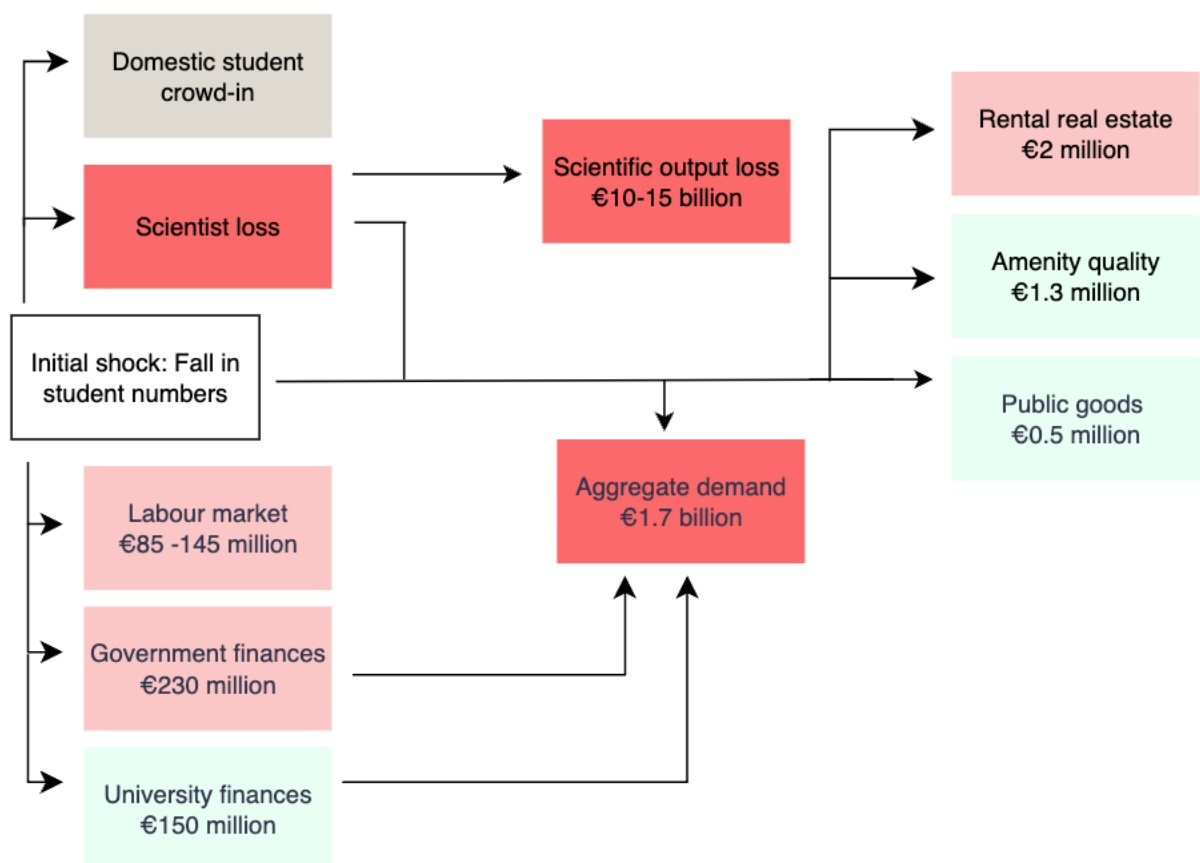 Domestic student
crowd-in
Scientist loss
Scientific output loss
€10-15 billion
Rental real estate
€2 million
Amenity quality
€1.3 million
Initial shock: Fall in
student numbers
Public goods
€0.5 million
Aggregate demand
€1.7 billion
Labour market
€85 -145 million
Government finances
€230 million
University finances
€150 million